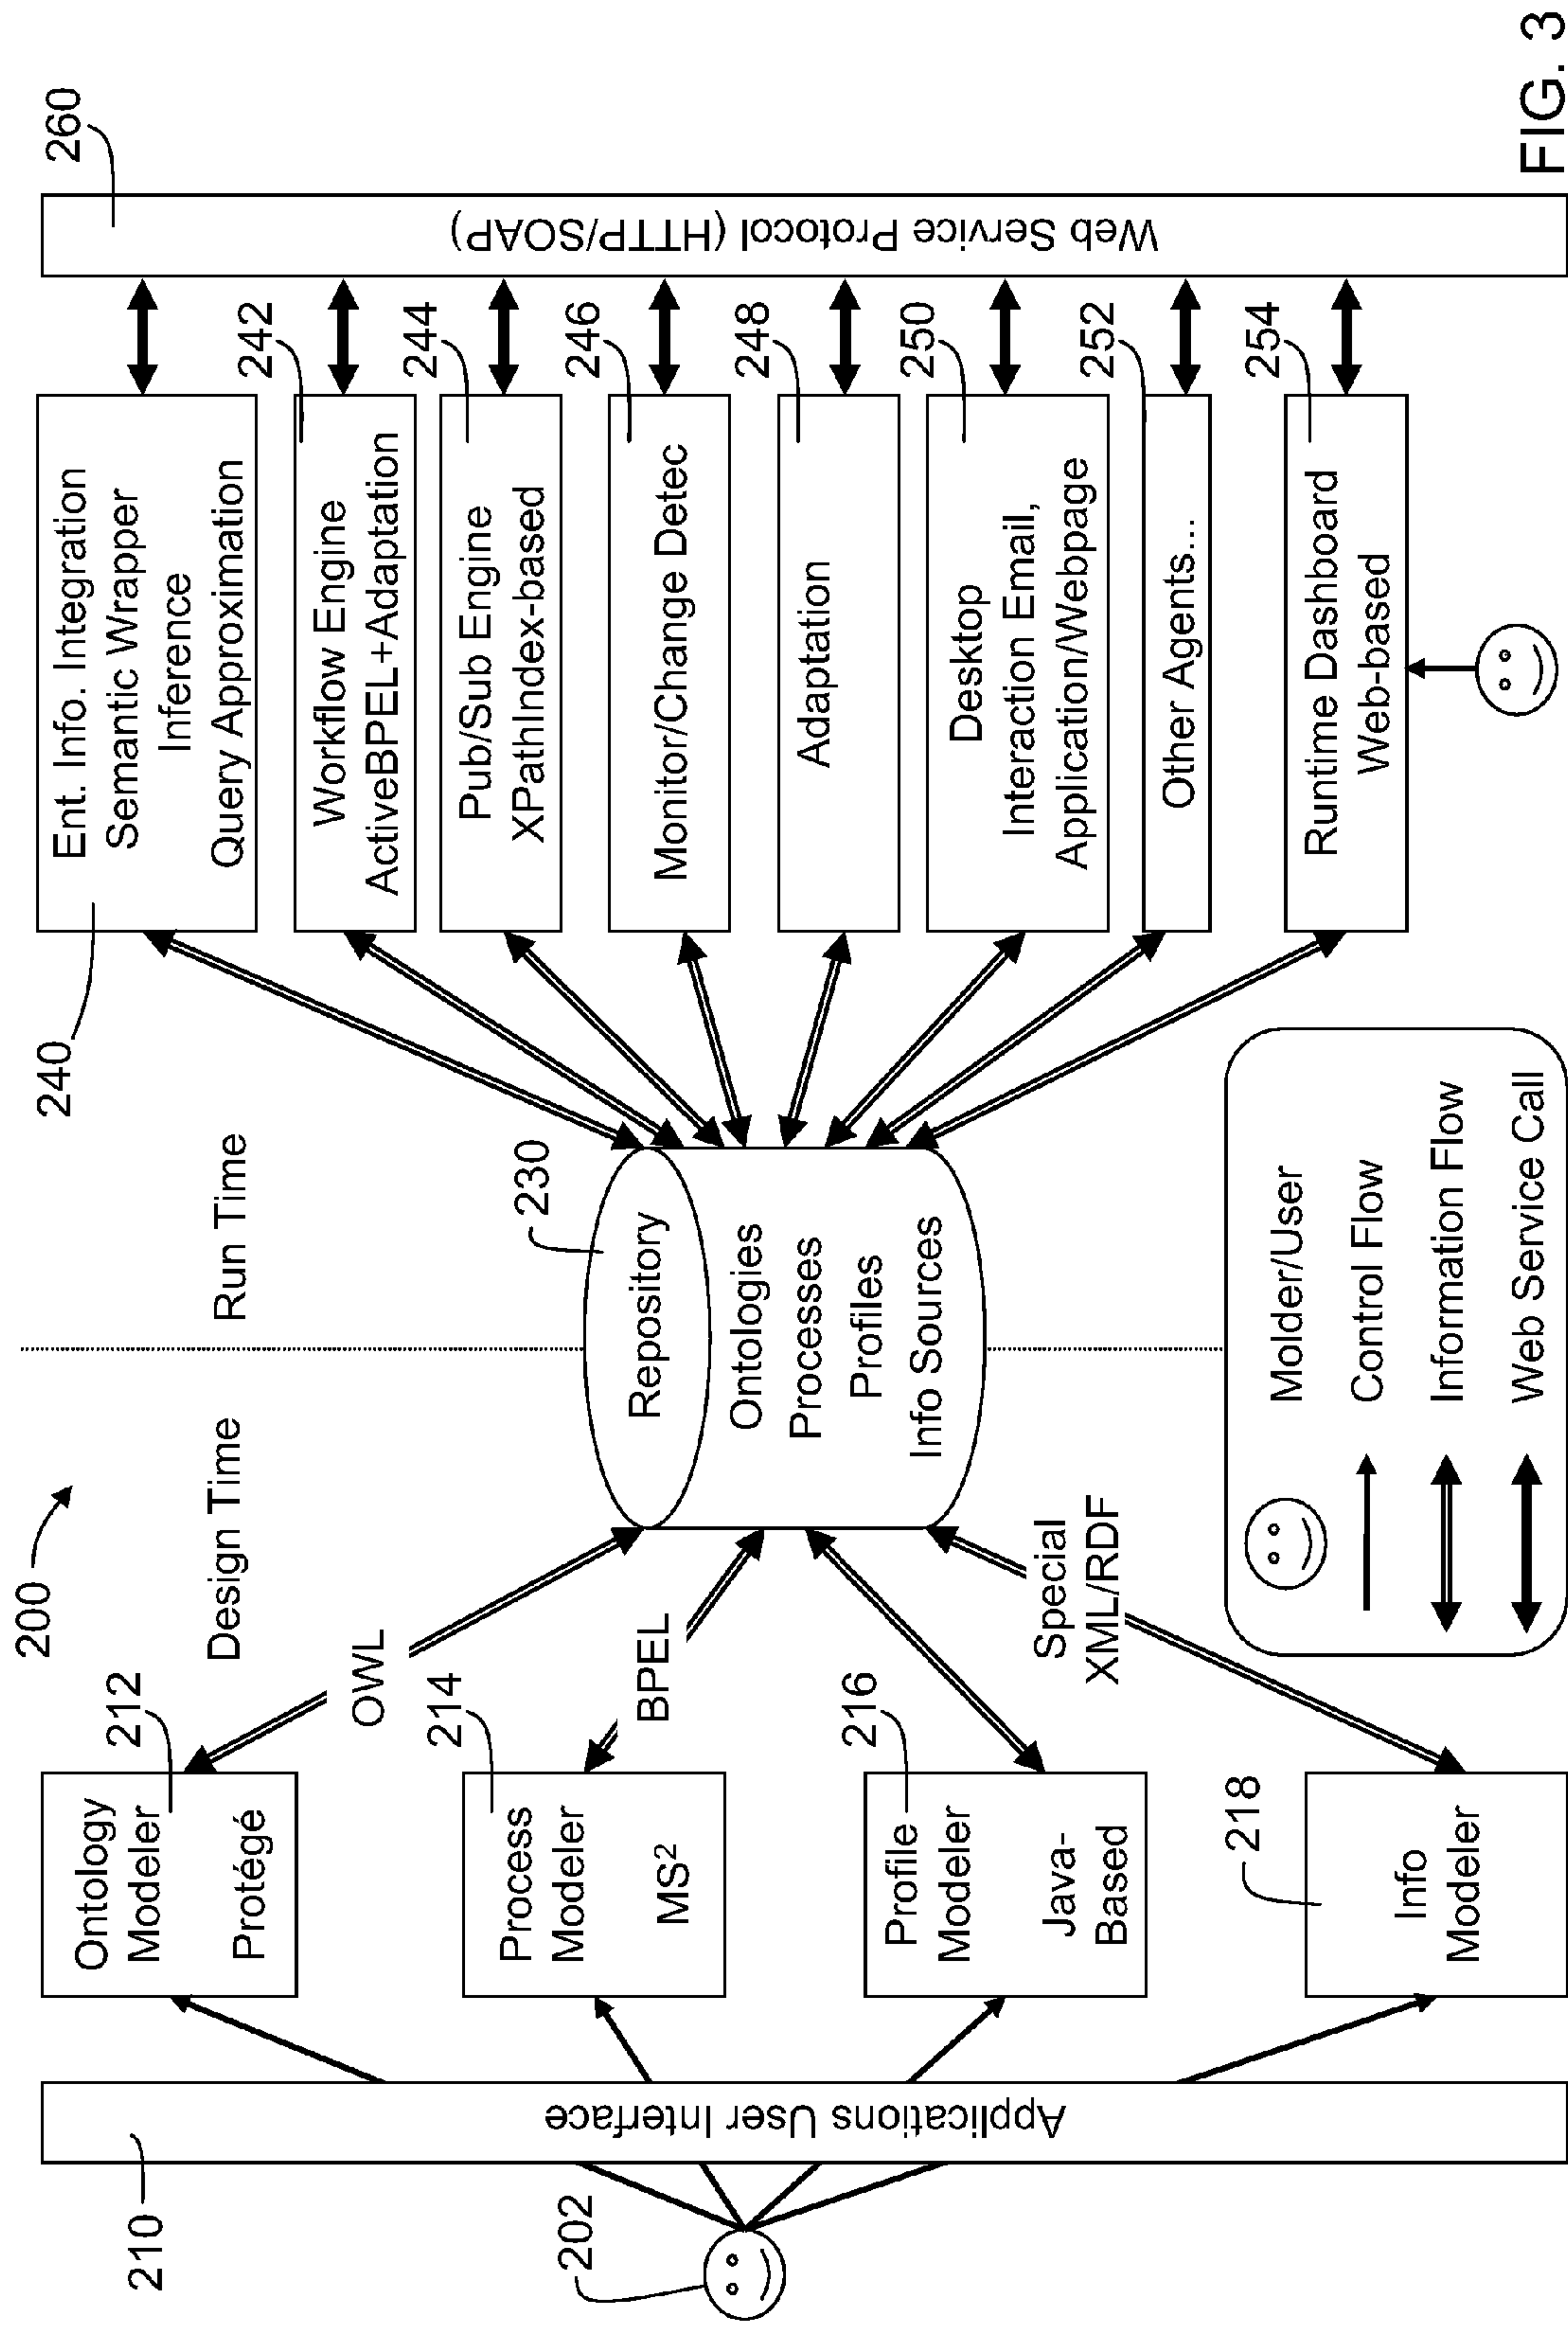 200
Design Time
Run Time
202
210
Applications User Interface
212
Ontology
Modeler
Protégé
OWL
214
Process
Modeler
MS²
BPEL
216
Profile
Modeler
Java-
Based
218
Info
Modeler
Special
XML/RDF
230
Repository
Ontologies
Processes
Profiles
Info Sources
240
Ent. Info. Integration
Semantic Wrapper
Inference
Query Approximation
242
Workflow Engine
ActiveBPEL+Adaptation
244
Pub/Sub Engine
XPathIndex-based
246
Monitor/Change Detec
248
Adaptation
250
Desktop
Interaction Email,
Application/Webpage
252
Other Agents...
254
Runtime Dashboard
Web-based
260
Web Service Protocol (HTTP/SOAP)
Molder/User
Control Flow
Information Flow
Web Service Call
FIG. 3